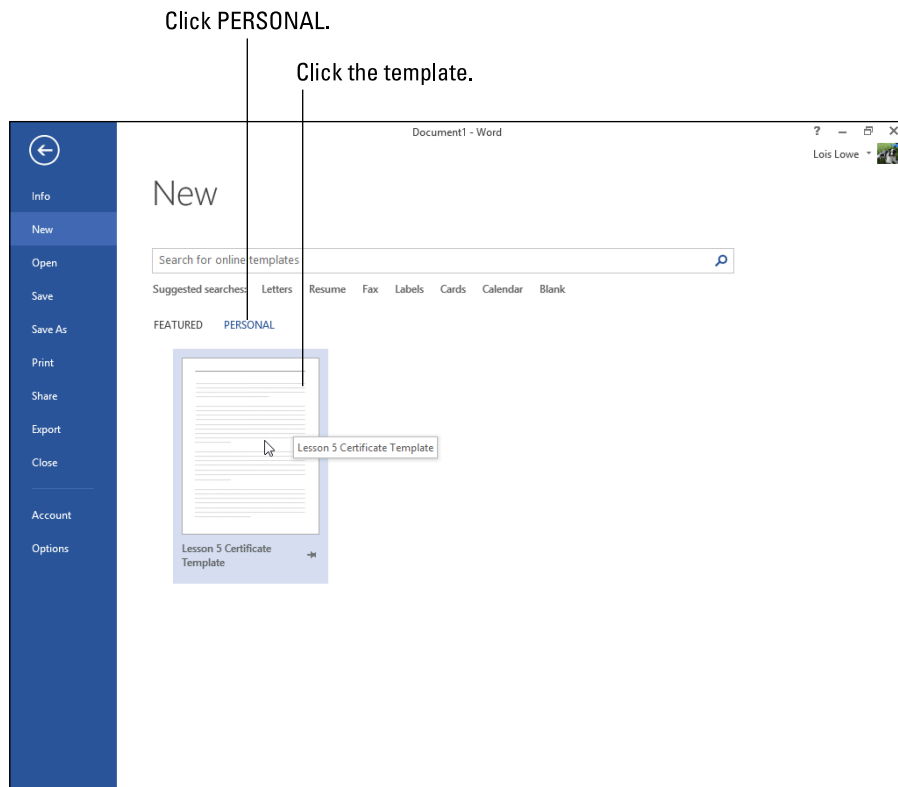 Click PERSONAL.
Click the template.
Document1 - Word
?
Lois Lowe
Info
New
Open
Save
Save As
Print
Share
Export
Close
Account
Options
New
Search for online templates
Suggested searches: Letters Resume Fax Labels Cards Calendar Blank
FEATURED PERSONAL
Lesson 5 Certificate Template
Lesson 5 Certificate
Template